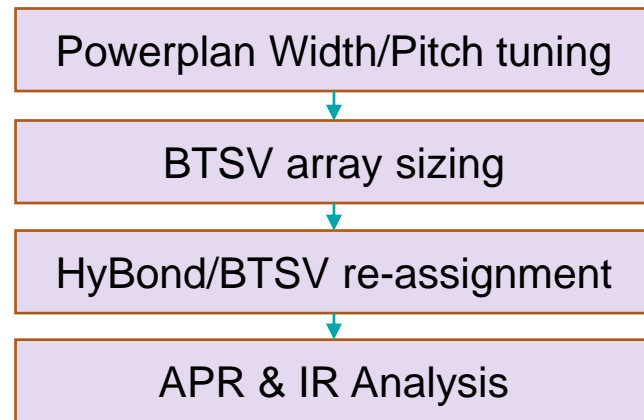 Powerplan Width/Pitch tuning
BTSV array sizing
HyBond/BTSV re-assignment
APR & IR Analysis